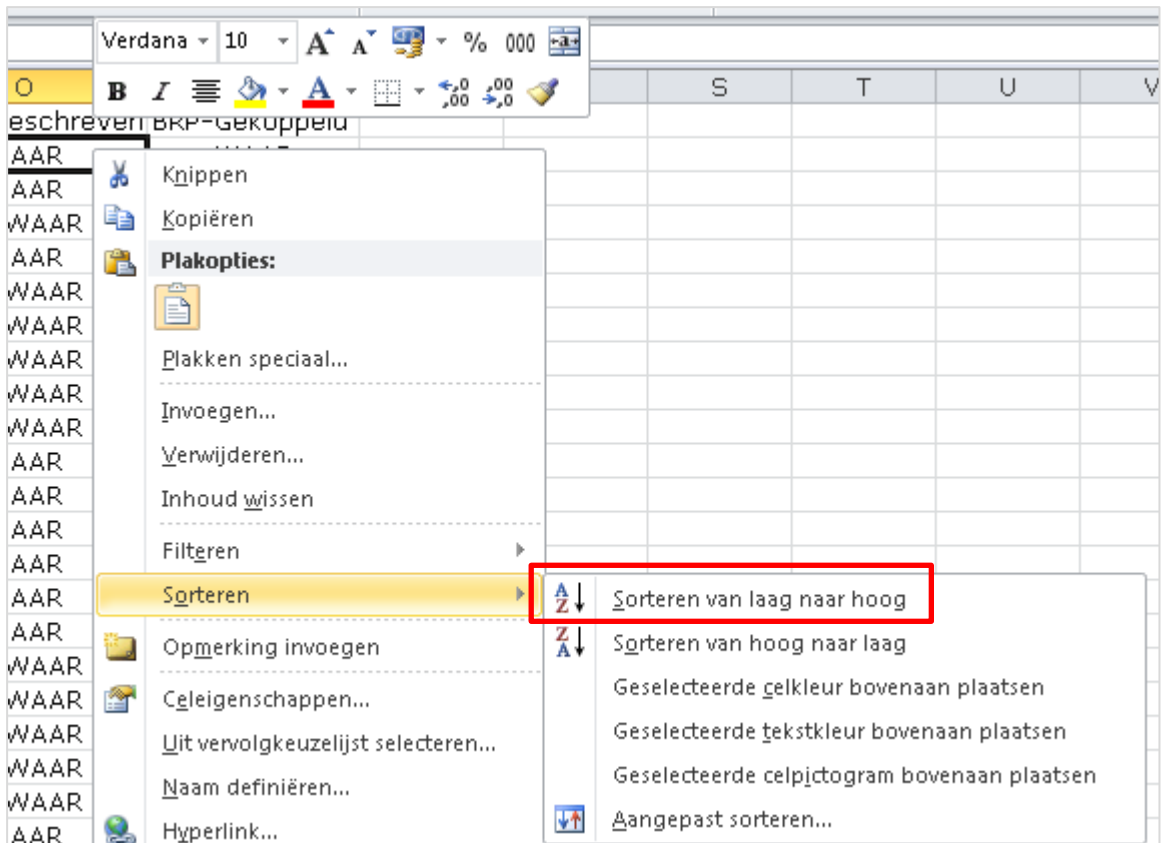 Verdana 10 A A % 000 a
B I A ,00 ,0
O S T U V
eschreven BRP-Gekoppeld
AAR
AAR
WAAR
AAR
WAAR
WAAR
WAAR
WAAR
WAAR
AAR
AAR
AAR
AAR
AAR
AAR
WAAR
WAAR
WAAR
WAAR
WAAR
AAR
Knippen
Kopiëren
Plakopties:
Plakken speciaal...
Invoegen...
Verwijderen...
Inhoud wissen
Filteren
Sorteren
Opmerking invoegen
Celeigenschappen...
Uit vervolgkeuzelijst selecteren...
Naam definiëren...
Hyperlink...
Sorteren van laag naar hoog
Sorteren van hoog naar laag
Geselecteerde celkleur bovenaan plaatsen
Geselecteerde tekstkleur bovenaan plaatsen
Geselecteerde celpictogram bovenaan plaatsen
Aangepast sorteren...